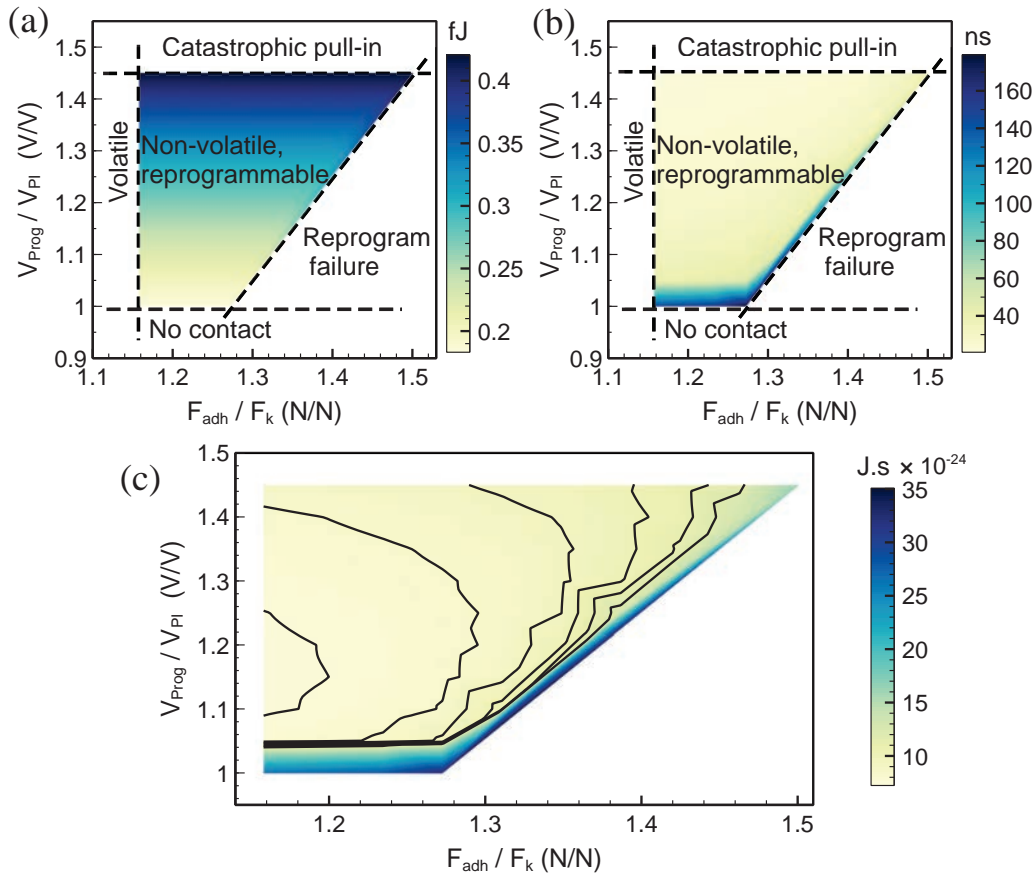 (a)
fJ
1.5
1.4
1.3
1.2
1.1
1
0.9
V_Prog / V_PI (V/V)
Catastrophic pull-in
Volatile
Non-volatile,
reprogrammable
Reprogram
failure
No contact
1.1
1.2
1.3
1.4
1.5
F_adh / F_k (N/N)
0.4
0.35
0.3
0.25
0.2
(b)
ns
1.5
1.4
1.3
1.2
1.1
1
0.9
V_Prog / V_PI (V/V)
Catastrophic pull-in
Volatile
Non-volatile,
reprogrammable
Reprogram
failure
No contact
1.1
1.2
1.3
1.4
1.5
F_adh / F_k (N/N)
160
140
120
100
80
60
40
(c)
J.s × 10^-24
1.5
1.4
1.3
1.2
1.1
1
V_Prog / V_PI (V/V)
1.2
1.3
1.4
1.5
F_adh / F_k (N/N)
35
30
25
20
15
10